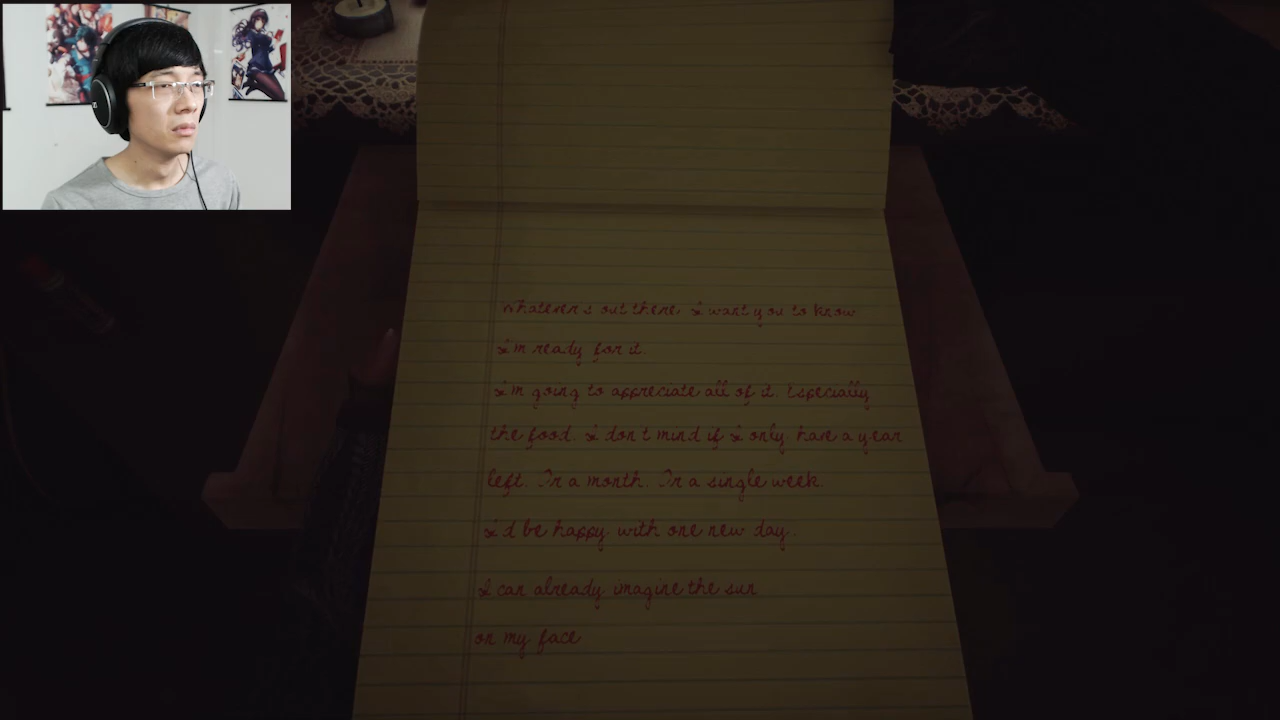 Whatever's out there, I want you to know
I'm ready for it.
I'm going to appreciate all of it. Especially
the food. I don't mind if I only have a year
left. Or a month. Or a single week.
I'd be happy with one new day.
I can already imagine the sun
on my face